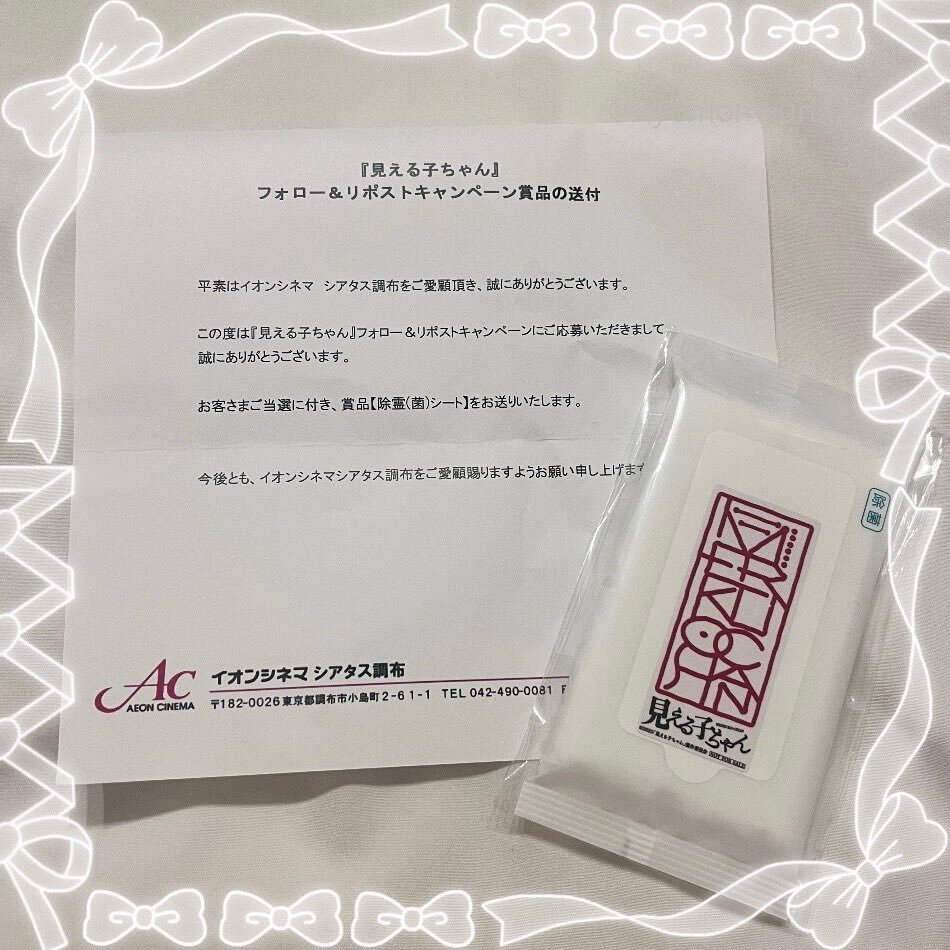 『見える子ちゃん』
フォロー＆リポストキャンペーン賞品の送付
平素はイオンシネマ　シアタス調布をご愛顧頂き、誠にありがとうございます。
この度は『見える子ちゃん』フォロー＆リポストキャンペーンにご応募いただきまして
誠にありがとうございます。
お客さまご当選に付き、賞品【除霊(菌)シート】をお送りいたします。
今後とも、イオンシネマシアタス調布をご愛顧賜りますようお願い申し上げます
AC
AEON CINEMA
イオンシネマ シアタス調布
〒182-0026東京都調布市小島町2-61-1 TEL 042-490-0081 F
除菌
見える子ちゃん